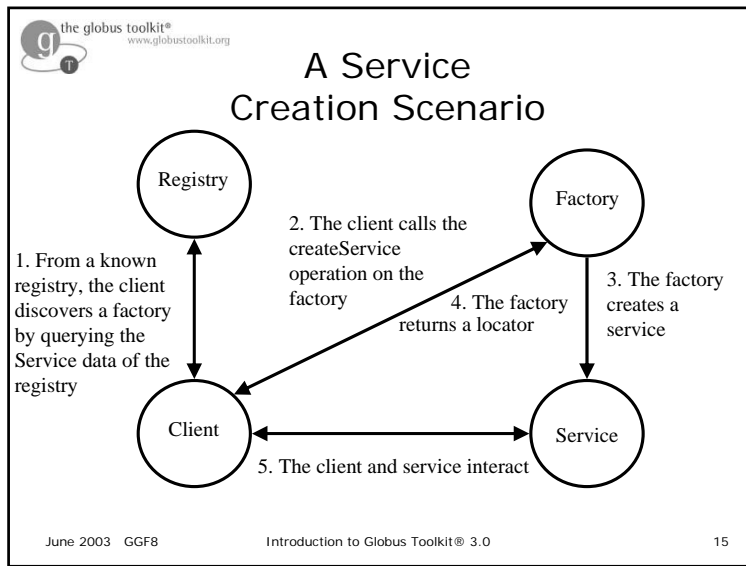 the globus toolkit®
www.globustoolkit.org
g
T
A Service
Creation Scenario
Registry
Factory
2. The client calls the
createService
operation on the
factory
1. From a known
registry, the client
discovers a factory
by querying the
Service data of the
registry
3. The factory
creates a
service
4. The factory
returns a locator
Client
Service
5. The client and service interact
June 2003 GGF8
Introduction to Globus Toolkit® 3.0
15